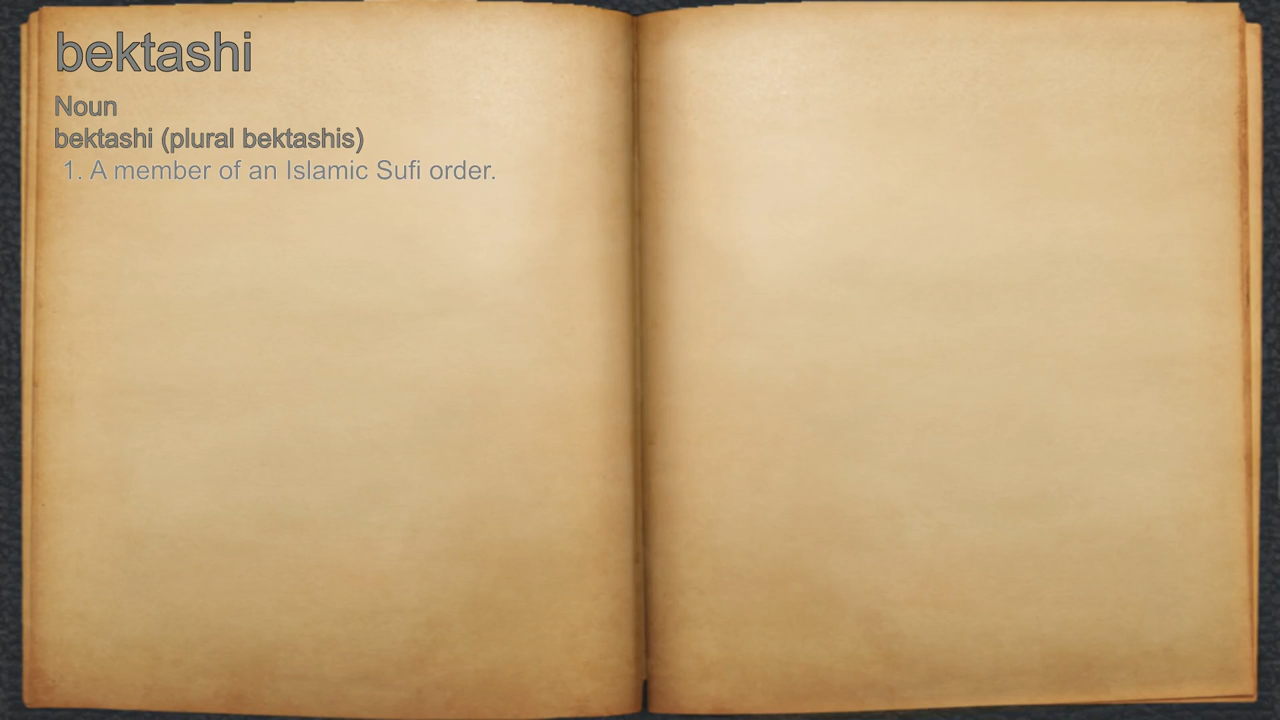 bektashi
Noun
bektashi (plural bektashis)
1. A member of an Islamic Sufi order.